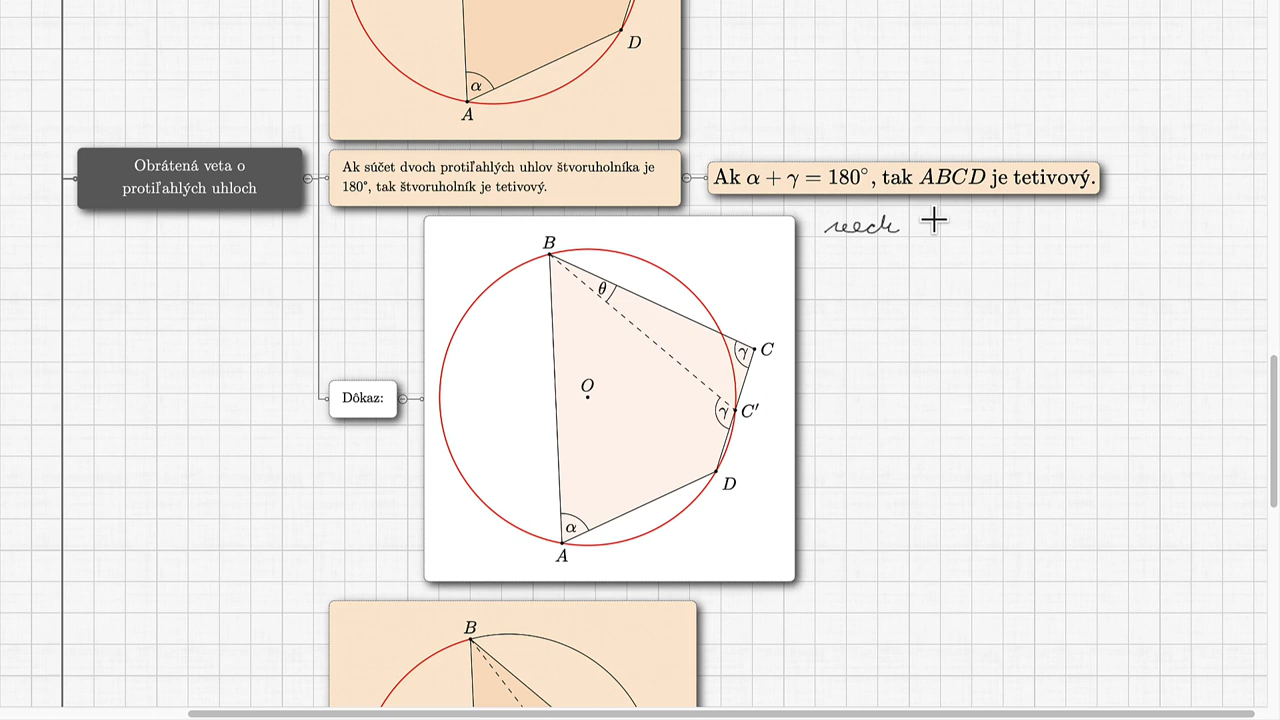 D
α
A
Obrátená veta o
protiľahlých uhloch
Ak súčet dvoch protiľahlých uhlov štvoruholníka je
180°, tak štvoruholník je tetivový.
Ak α + γ = 180°, tak ABCD je tetivový.
B
θ
γ
C
O
Dôkaz:
γ
C′
D
α
A
B